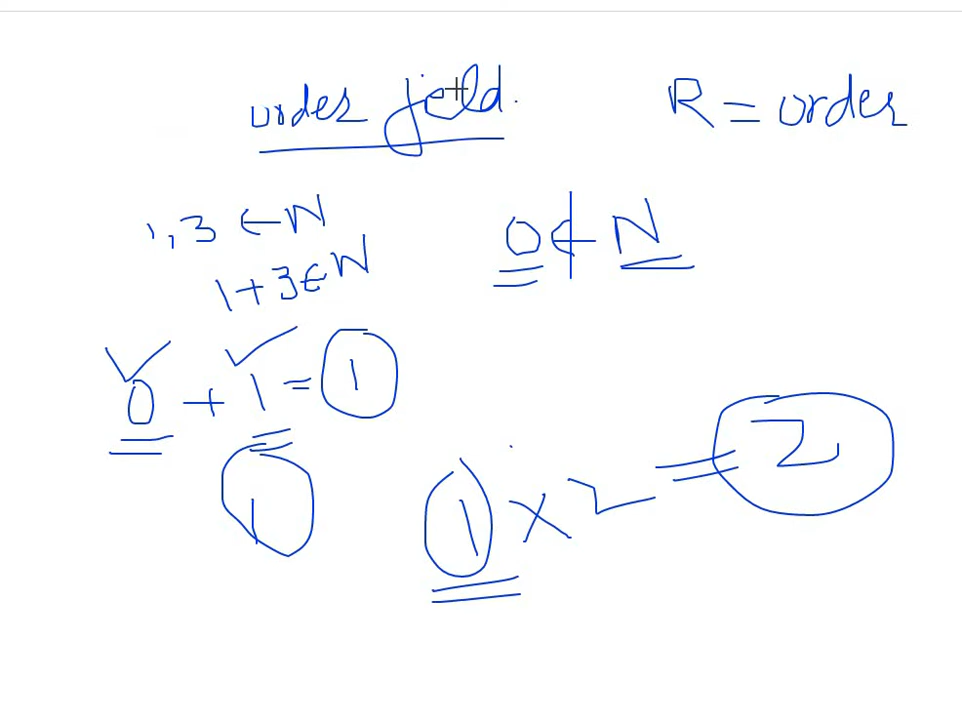 order field.
R = order
1, 3 ∈ N
0 ∉ N
1 + 3 ∈ N
0 + 1 = 1
1
1 × 2 = 2